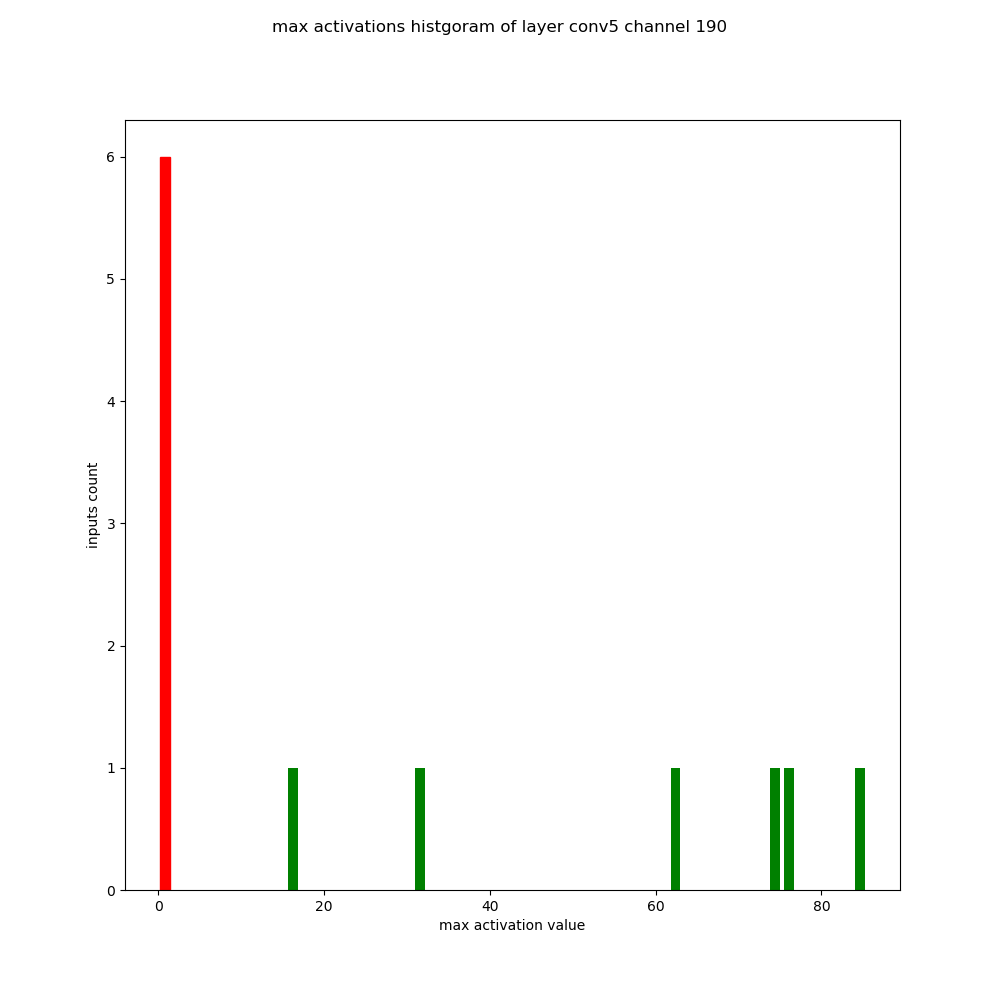 max activations histgoram of layer conv5 channel 190
6
5
4
3
2
1
0
inputs count
0 20 40 60 80
max activation value